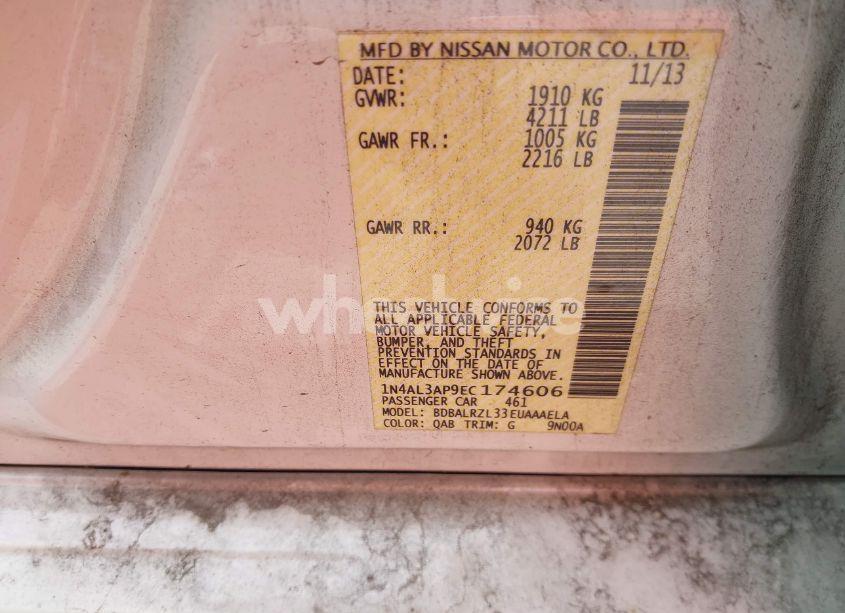 MFD BY NISSAN MOTOR CO., LTD.
DATE: 11/13
GVWR: 1910 KG
4211 LB
GAWR FR.: 1005 KG
2216 LB
GAWR RR.: 940 KG
2072 LB
THIS VEHICLE CONFORMS TO
ALL APPLICABLE FEDERAL
MOTOR VEHICLE SAFETY,
BUMPER, AND THEFT
PREVENTION STANDARDS IN
EFFECT ON THE DATE OF
MANUFACTURE SHOWN ABOVE.
1N4AL3AP9EC174606
PASSENGER CAR 461
MODEL: BDBALRZL33EUAAAELA
COLOR: QAB TRIM: G 9N00A